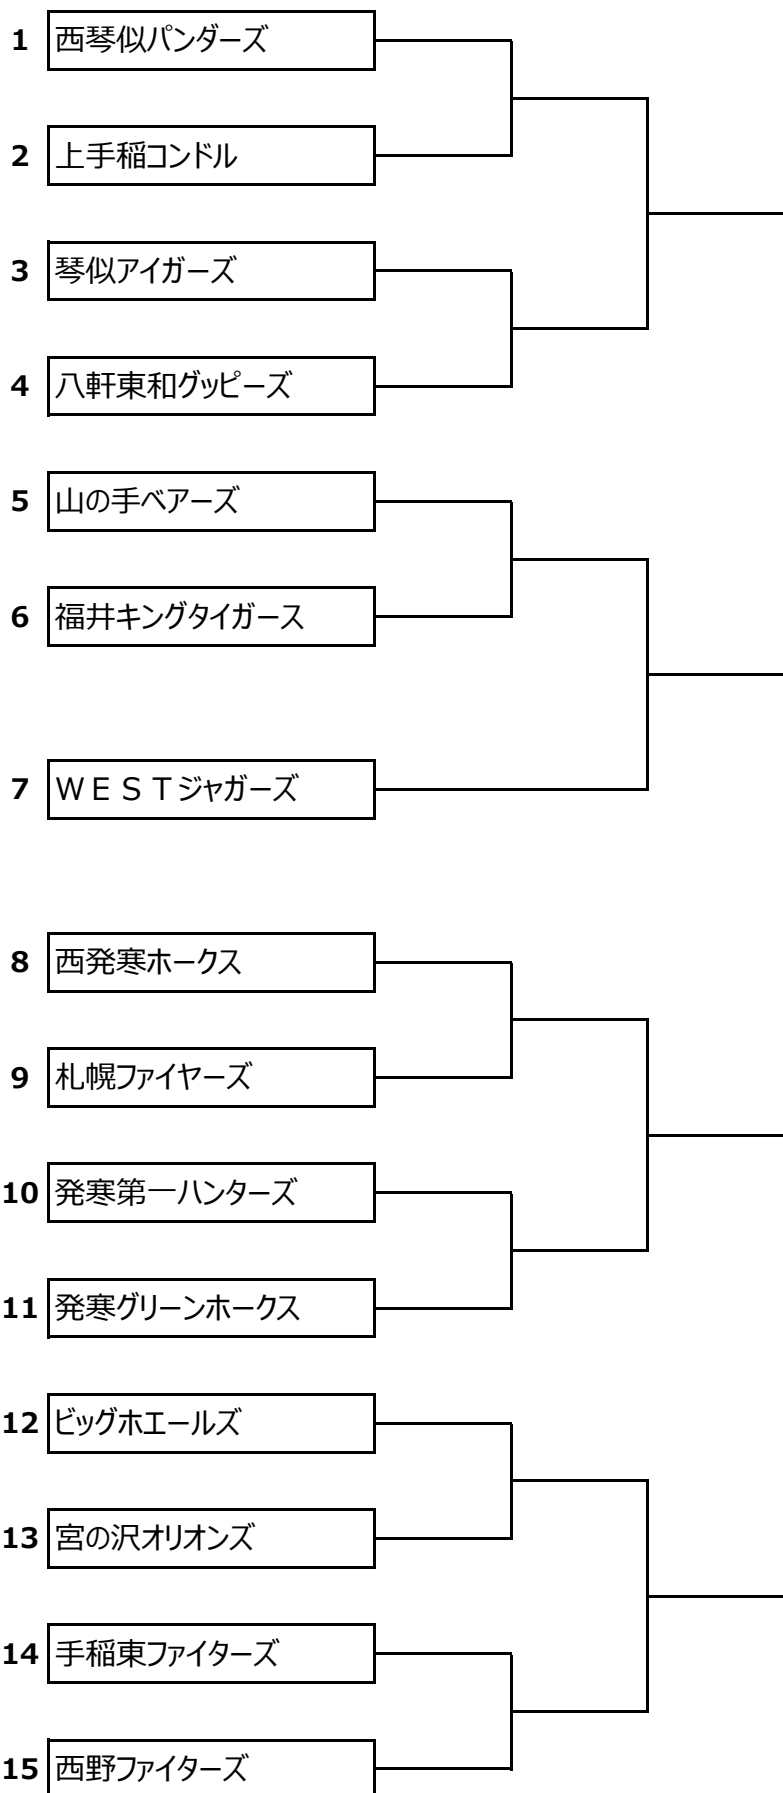 1 西琴似パンダーズ
2 上手稲コンドル
3 琴似アイガーズ
4 八軒東和グッピーズ
5 山の手ベアーズ
6 福井キングタイガース
7 ＷＥＳＴジャガーズ
8 西発寒ホークス
9 札幌ファイヤーズ
10 発寒第一ハンターズ
11 発寒グリーンホークス
12 ビッグホエールズ
13 宮の沢オリオンズ
14 手稲東ファイターズ
15 西野ファイターズ